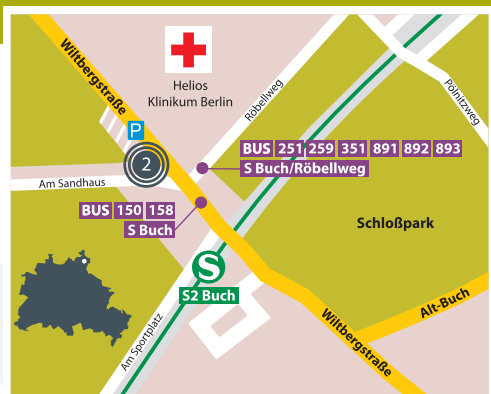 Wiltbergstraße
Helios
Klinikum Berlin
Röbellweg
Pölnitzweg
P
2
BUS 251 259 351 891 892 893
S Buch/Röbellweg
Am Sandhaus
BUS 150 158
S Buch
Schloßpark
S
S2 Buch
Alt-Buch
Am Sportplatz
Wiltbergstraße